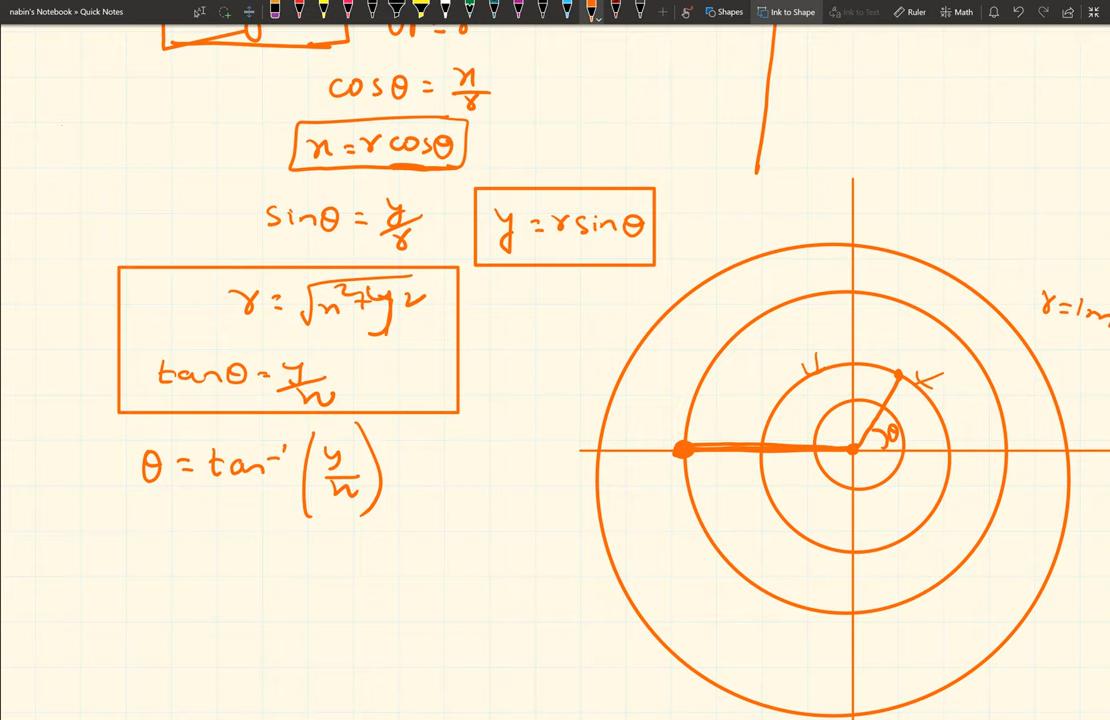 nabin's Notebook » Quick Notes
Shapes
Ink to Shape
Ink to Text
Ruler
Math
cosθ = x/r
x = r cosθ
sinθ = y/r
y = r sinθ
r = √x²+y²
tanθ = y/x
θ = tan⁻¹ (y/x)
r=1m
θ